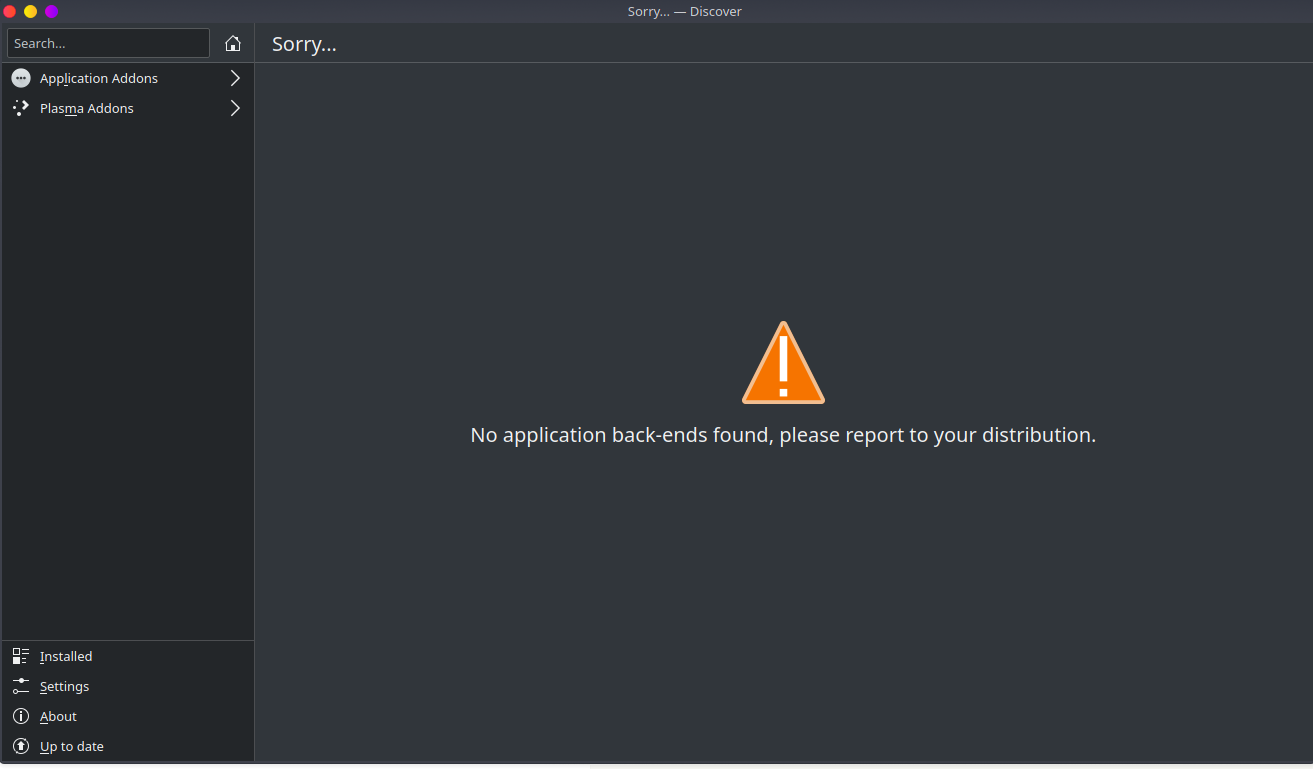 Sorry... — Discover
Search...
Sorry...
Application Addons
Plasma Addons
No application back-ends found, please report to your distribution.
Installed
Settings
About
Up to date